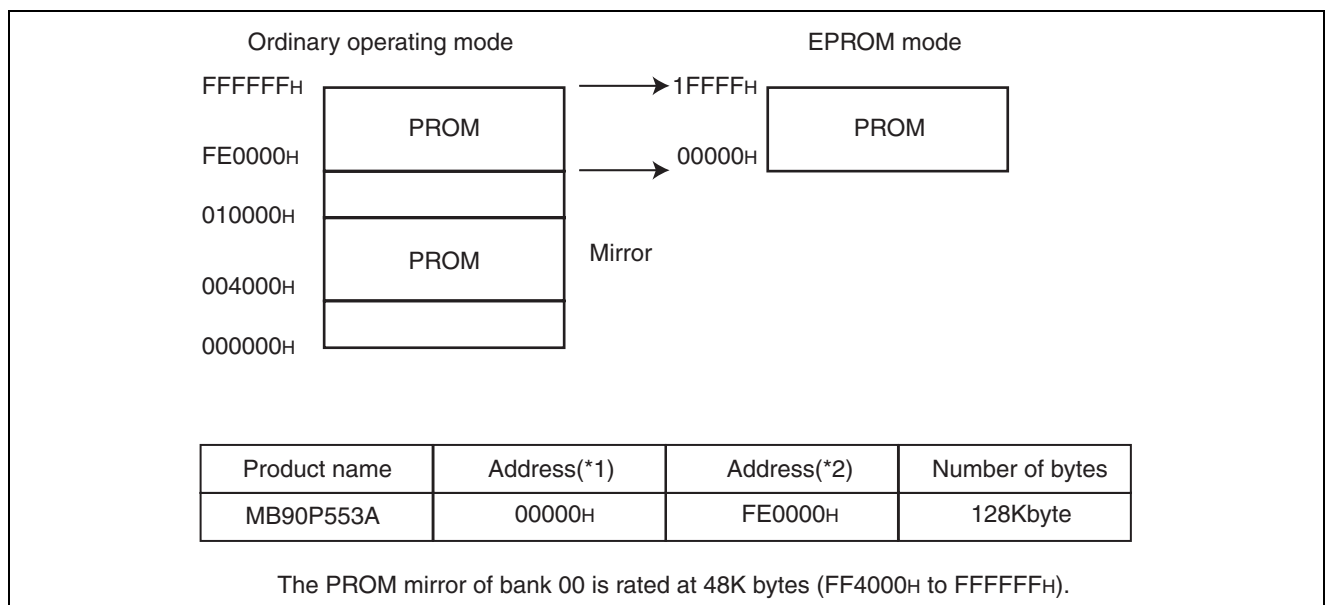 Ordinary operating mode
EPROM mode
FFFFFFH
1FFFFH
PROM
PROM
FE0000H
00000H
010000H
PROM
Mirror
004000H
000000H
Product name Address(*1) Address(*2) Number of bytes
MB90P553A 00000H FE0000H 128Kbyte
The PROM mirror of bank 00 is rated at 48K bytes (FF4000H to FFFFFFH).